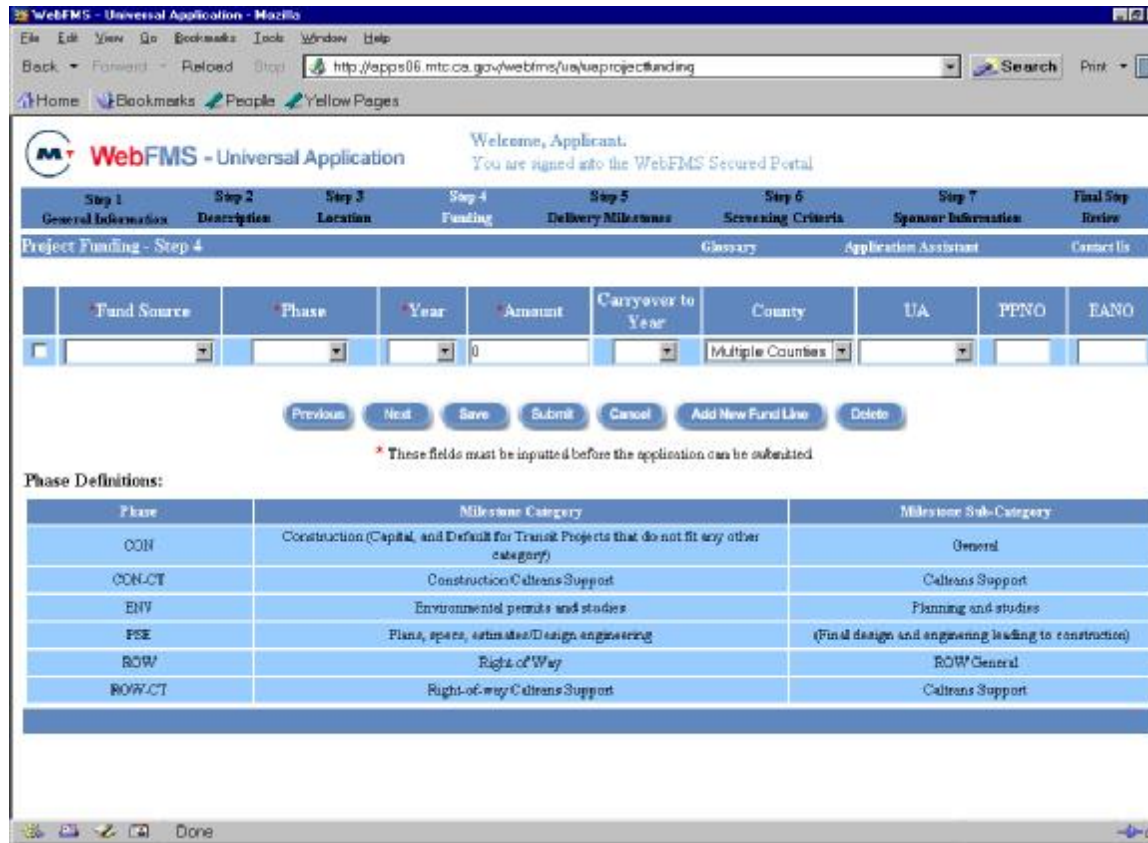 WebFMS - Universal Application - Mozilla
File Edit View Go Bookmarks Tools Window Help
Back Forward Reload Stop http://apps06.mtc.ca.gov/webfms/ua/uaprojectfunding Search Print
Home Bookmarks People Yellow Pages
WebFMS - Universal Application
Welcome, Applicant.
You are signed into the WebFMS Secured Portal
Step 1 Step 2 Step 3 Step 4 Step 5 Step 6 Step 7 Final Step
General Information Description Location Funding Delivery Milestones Screening Criteria Sponsor Information Review
Project Funding - Step 4 Glossary Application Assistant Contact Us
*Fund Source *Phase *Year *Amount Carryover to Year County UA PPNO EANO
0 Multiple Counties
Previous Next Save Submit Cancel Add New Fund Line Delete
* These fields must be inputted before the application can be submitted
Phase Definitions:
Phase Milestone Category Milestone Sub-Category
CON Construction (Capital, and Default for Transit Projects that do not fit any other category) General
CON-CT Construction Caltrans Support Caltrans Support
ENV Environmental permits and studies Planning and studies
PSE Plans, specs, estimates/Design engineering (Final design and enginering leading to construction)
ROW Right of Way ROW General
ROW-CT Right-of-way Caltrans Support Caltrans Support
Done